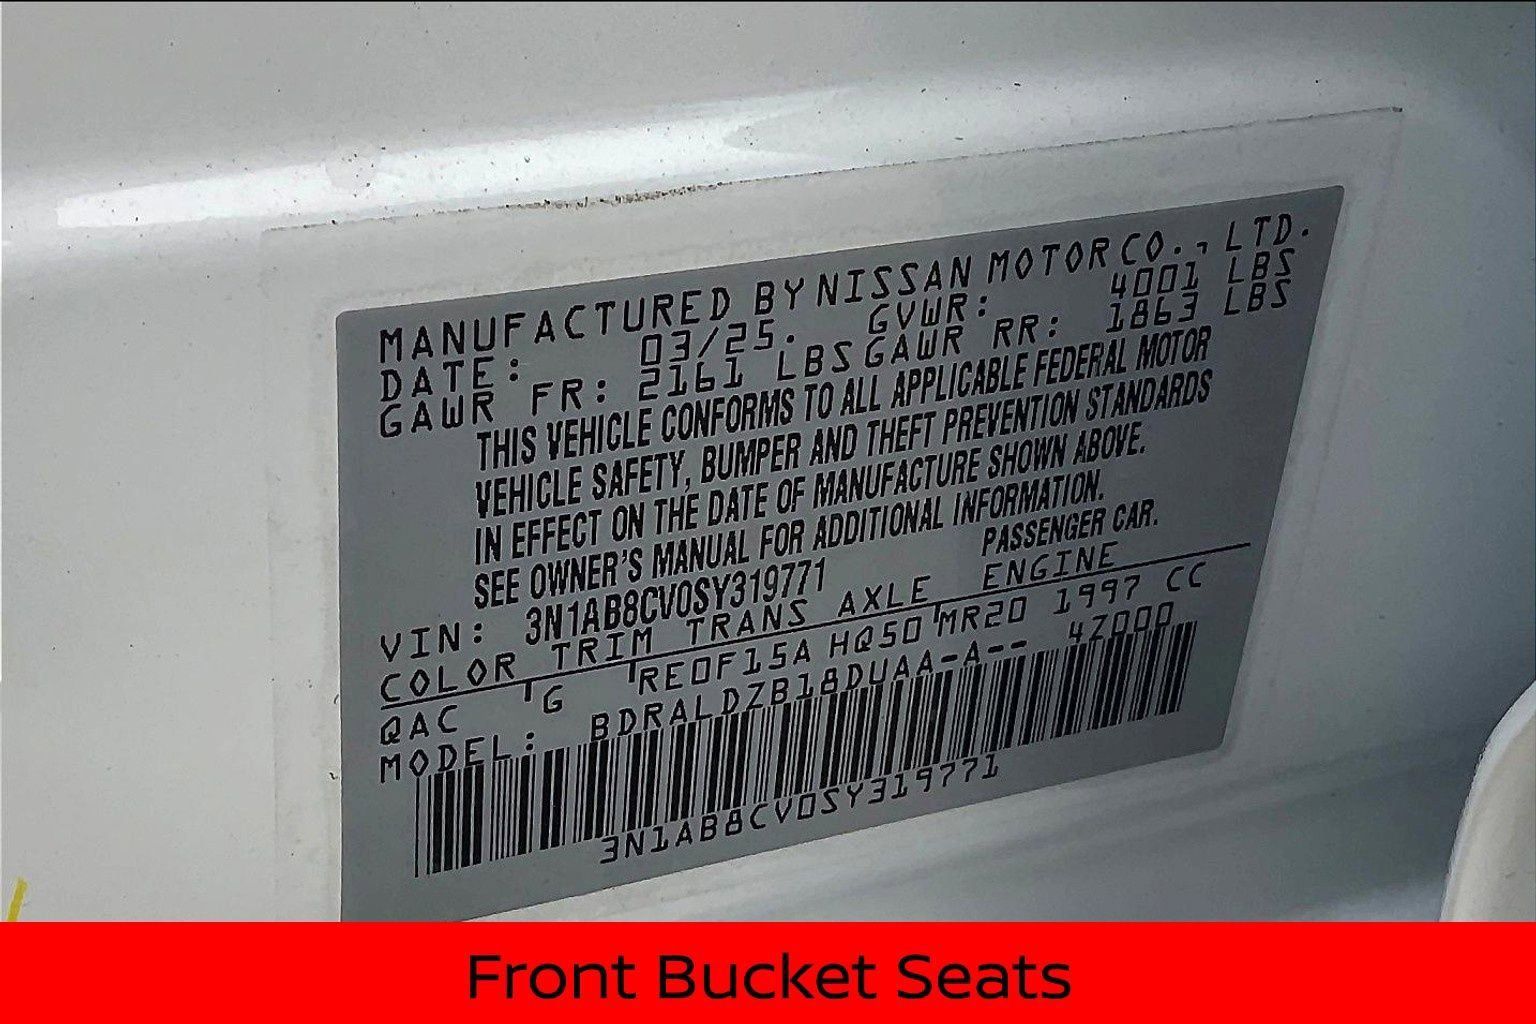 MANUFACTURED BY NISSAN MOTOR CO., LTD.
DATE: 03/25. GVWR: 4001 LBS
GAWR FR: 2161 LBS GAWR RR: 1863 LBS
THIS VEHICLE CONFORMS TO ALL APPLICABLE FEDERAL MOTOR
VEHICLE SAFETY, BUMPER AND THEFT PREVENTION STANDARDS
IN EFFECT ON THE DATE OF MANUFACTURE SHOWN ABOVE.
SEE OWNER'S MANUAL FOR ADDITIONAL INFORMATION.
VIN: 3N1AB8CV0SY319771 PASSENGER CAR.
COLOR TRIM TRANS AXLE ENGINE
QAC G RE0F15A HQ50 MR20 1997 CC
MODEL: BDRALDZB18DUAA-A-- 4Z000
3N1AB8CV0SY319771
Front Bucket Seats